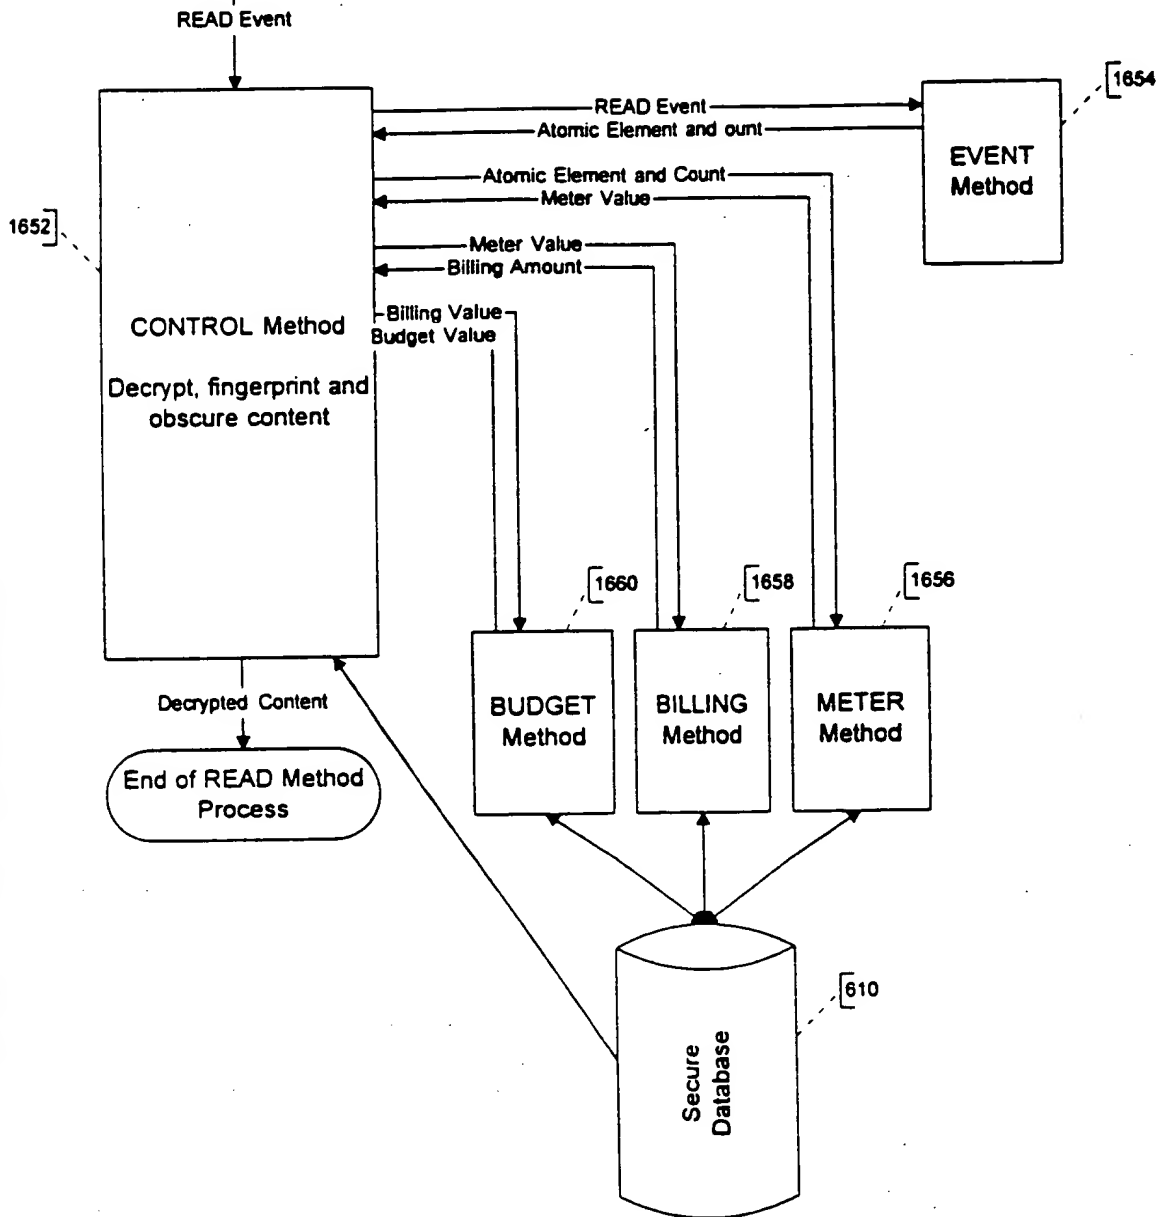 READ Event
1654
READ Event
Atomic Element and ount
EVENT
Method
Atomic Element and Count
Meter Value
1652
Meter Value
Billing Amount
Billing Value
Budget Value
CONTROL Method
Decrypt, fingerprint and
obscure content
1660
1658
1656
Decrypted Content
BUDGET
Method
BILLING
Method
METER
Method
End of READ Method
Process
610
Secure
Database